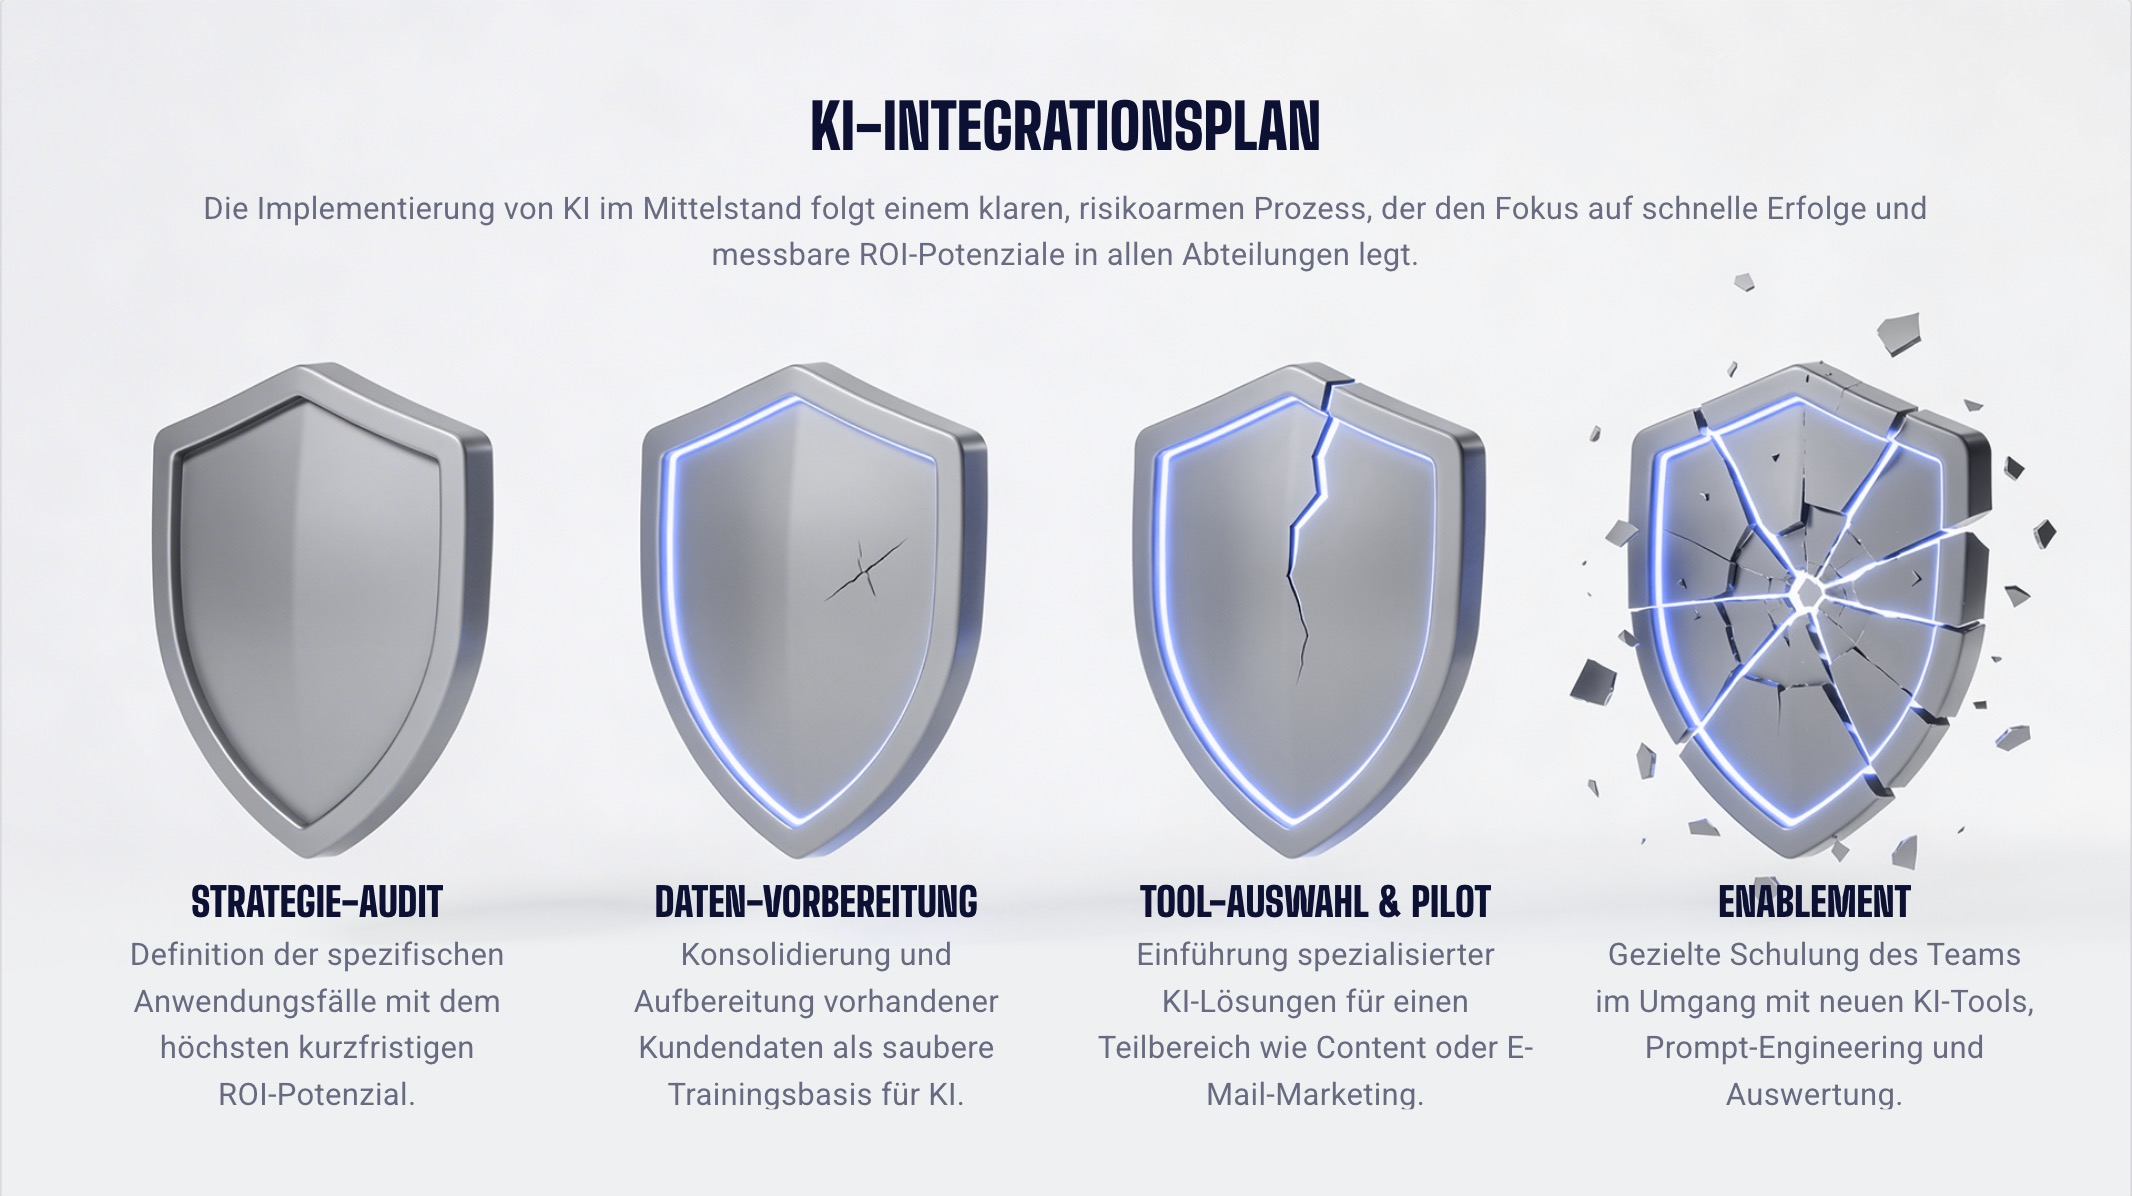 KI-INTEGRATIONSPLAN
Die Implementierung von KI im Mittelstand folgt einem klaren, risikoarmen Prozess, der den Fokus auf schnelle Erfolge und
messbare ROI-Potenziale in allen Abteilungen legt.
STRATEGIE-AUDIT
Definition der spezifischen
Anwendungsfälle mit dem
höchsten kurzfristigen
ROI-Potenzial.
DATEN-VORBEREITUNG
Konsolidierung und
Aufbereitung vorhandener
Kundendaten als saubere
Trainingsbasis für KI.
TOOL-AUSWAHL & PILOT
Einführung spezialisierter
KI-Lösungen für einen
Teilbereich wie Content oder E-
Mail-Marketing.
ENABLEMENT
Gezielte Schulung des Teams
im Umgang mit neuen KI-Tools,
Prompt-Engineering und
Auswertung.